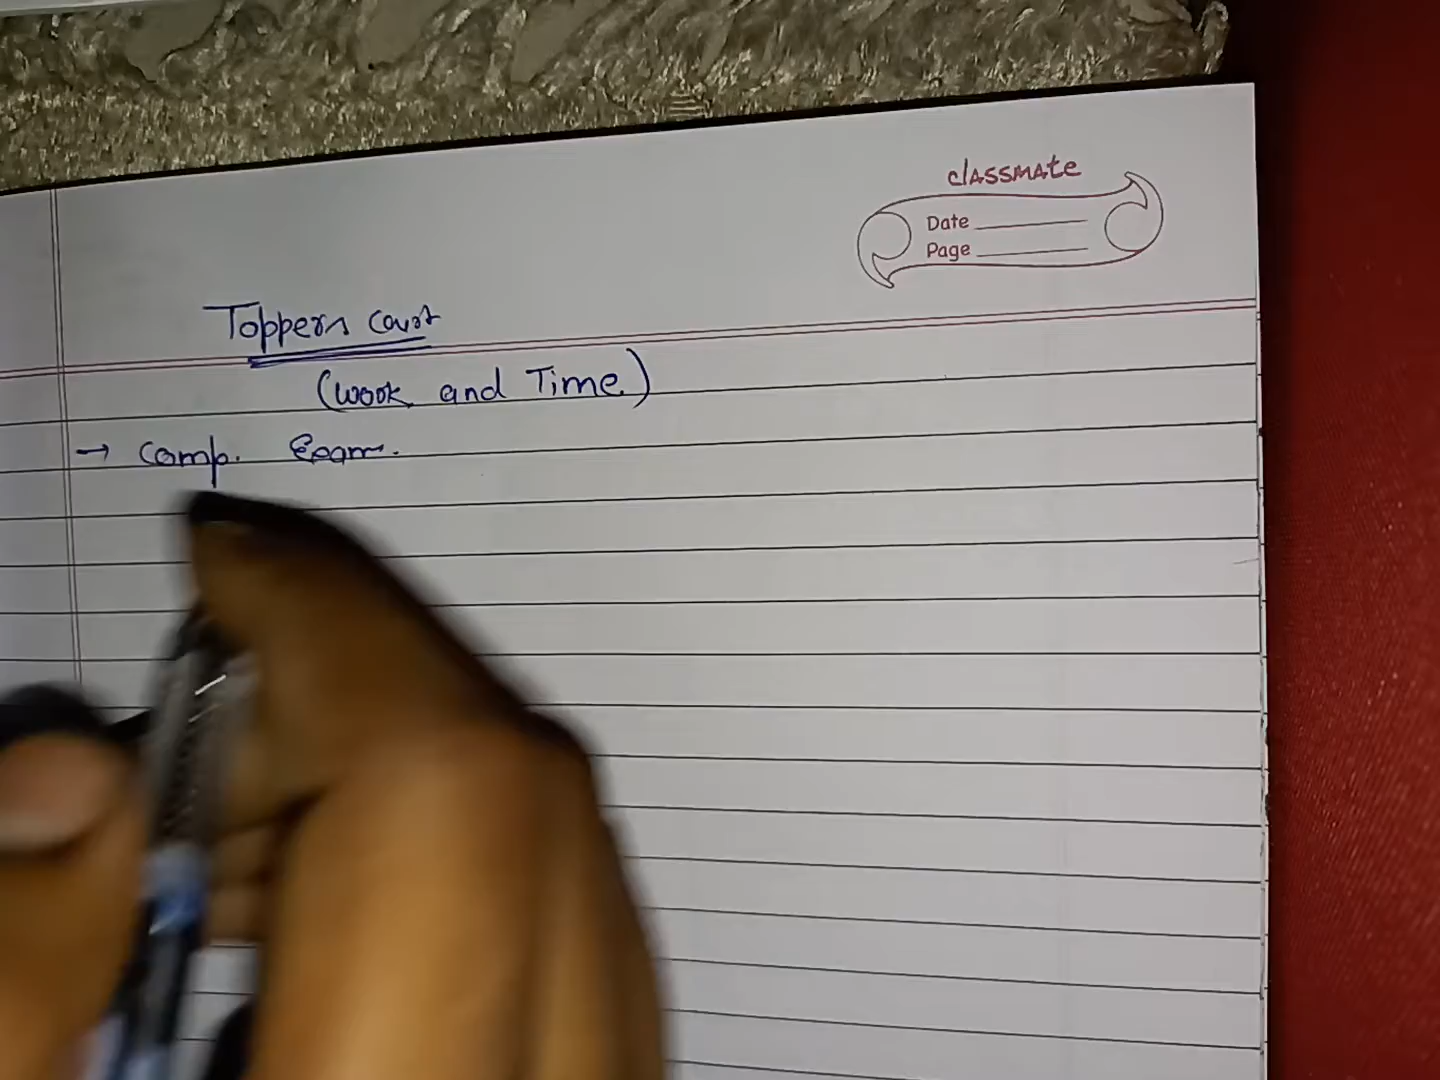 classmate
Date
Page
Toppers Court
(Work and Time)
→ Comp. Exam.